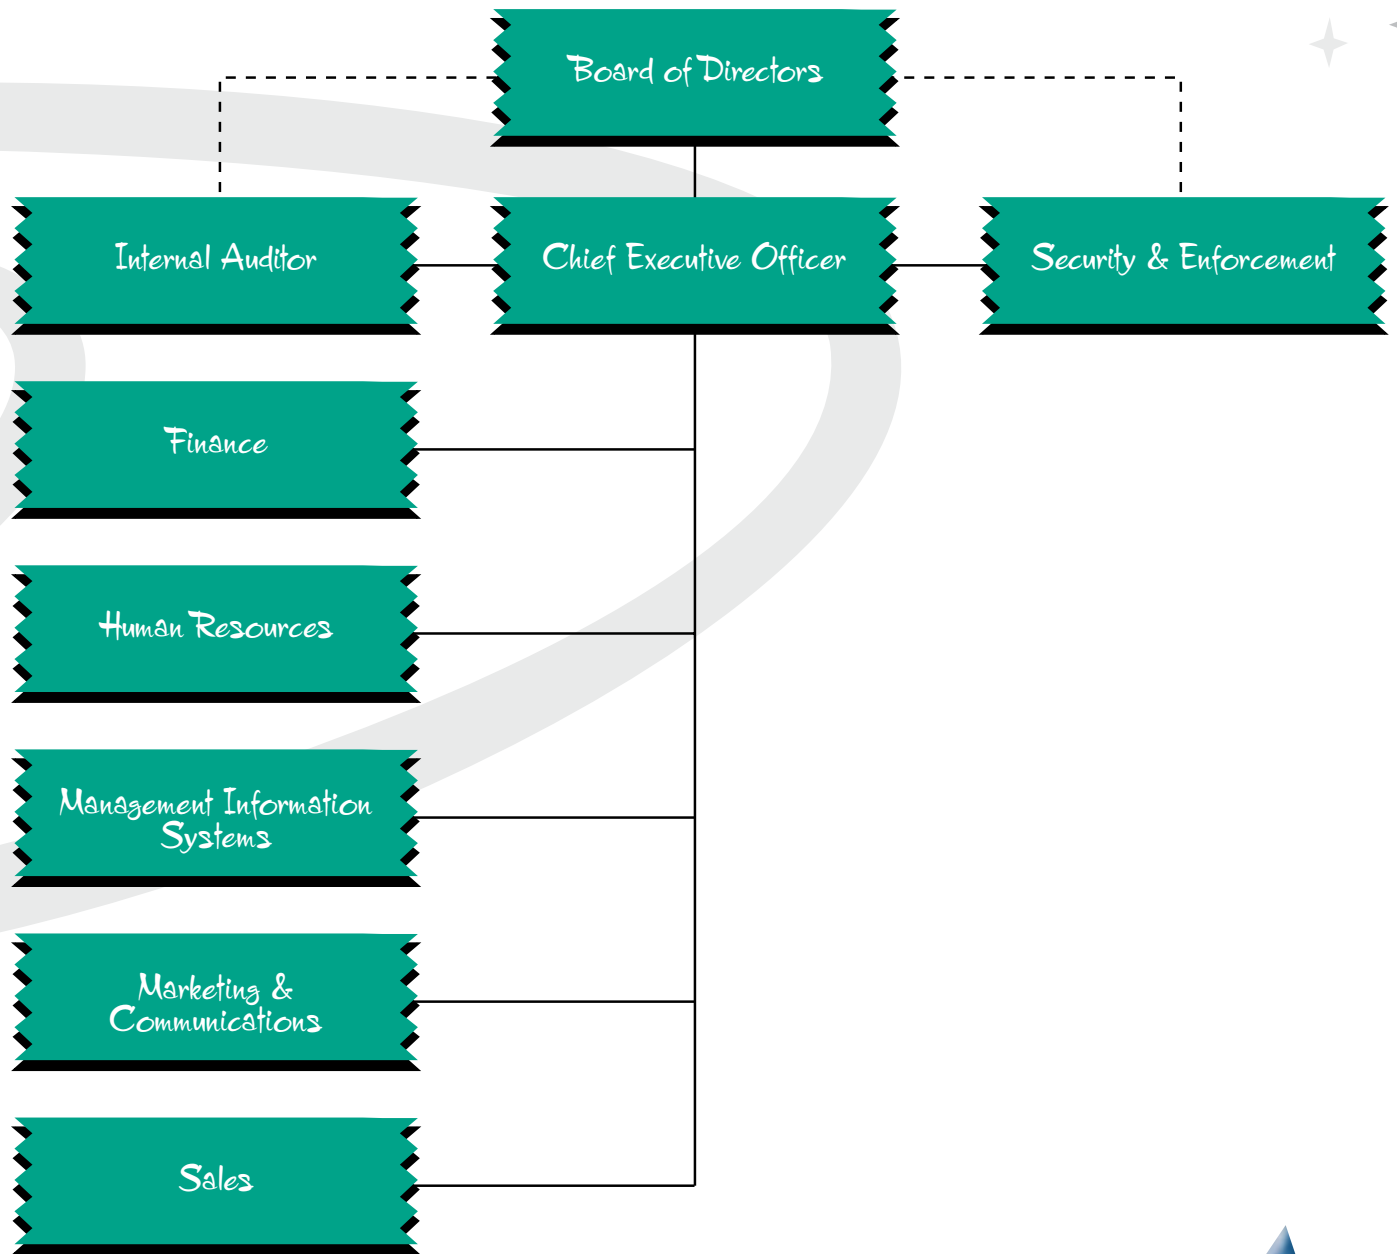 Board of Directors
Internal Auditor
Chief Executive Officer
Security & Enforcement
Finance
Human Resources
Management Information
Systems
Marketing &
Communications
Sales